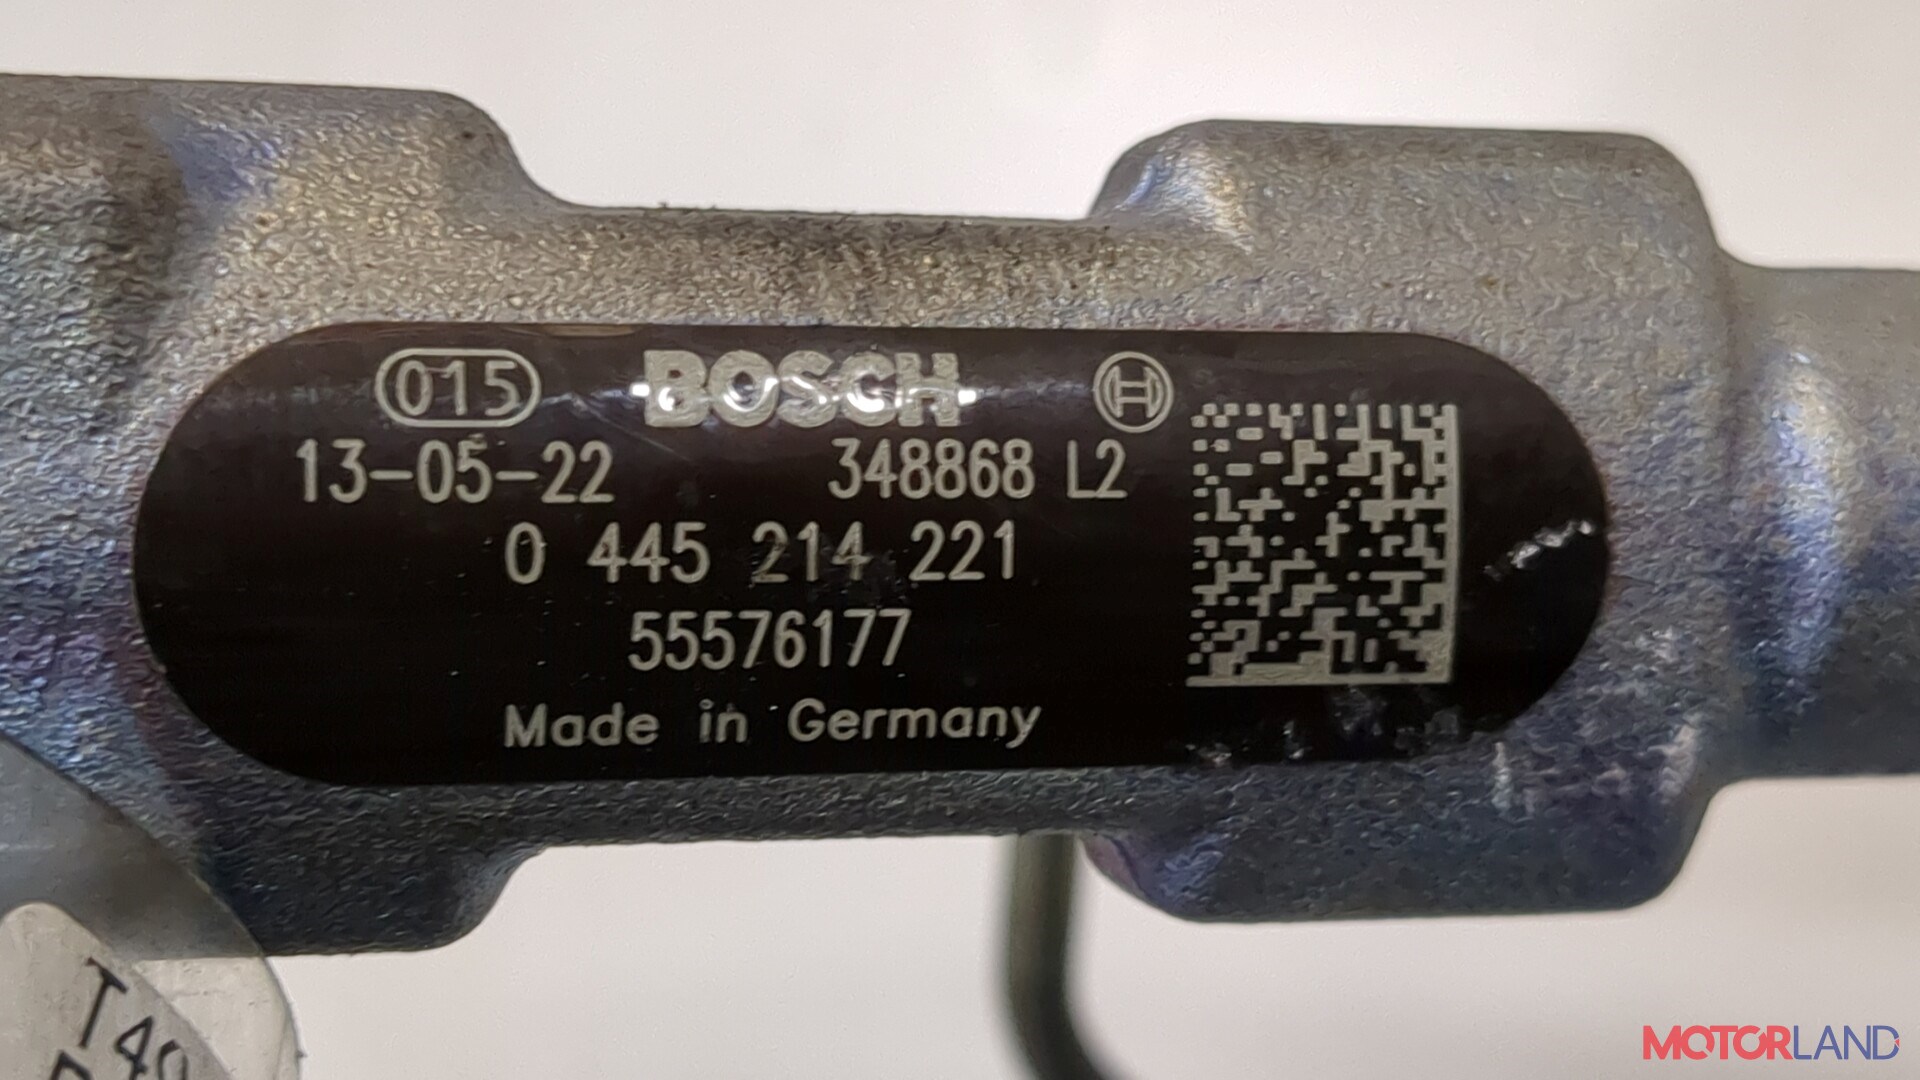 015 BOSCH
13-05-22 348868 L2
0 445 214 221
55576177
Made in Germany
MOTORLAND